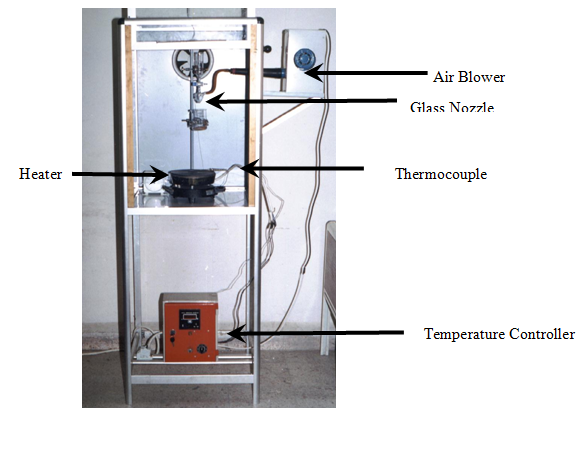 Air Blower
Glass Nozzle
Heater
Thermocouple
Temperature Controller